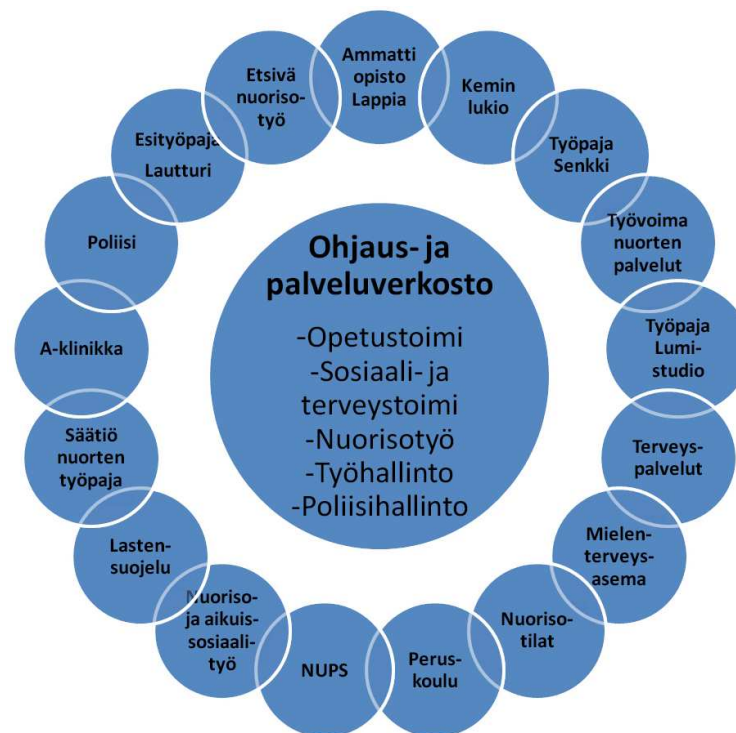 Ammatti
opisto
Lappia
Kemin
lukio
Työpaja
Senkki
Työvoima
nuorten
palvelut
Työpaja
Lumi-
studio
Terveys-
palvelut
Mielen-
terveys-
asema
Nuoriso-
tilat
Perus-
koulu
NUPS
Nuoriso-
ja aikuis-
sosiaali-
työ
Lasten-
suojelu
Säätiö
nuorten
työpaja
A-klinikka
Poliisi
Esityöpaja
Lautturi
Etsivä
nuoriso-
työ
Ohjaus- ja
palveluverkosto
-Opetustoimi
-Sosiaali- ja
terveystoimi
-Nuorisotyö
-Työhallinto
-Poliisihallinto